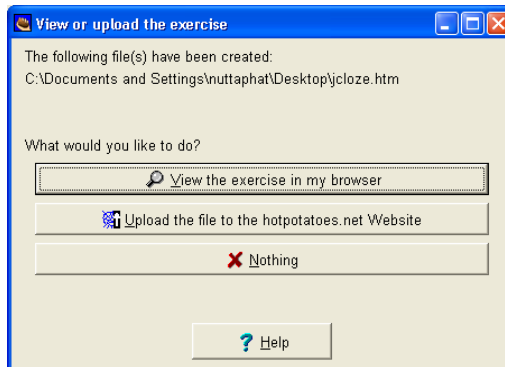 View or upload the exercise
The following file(s) have been created:
C:\Documents and Settings\nuttaphat\Desktop\jcloze.htm
What would you like to do?
View the exercise in my browser
Upload the file to the hotpotatoes.net Website
Nothing
Help